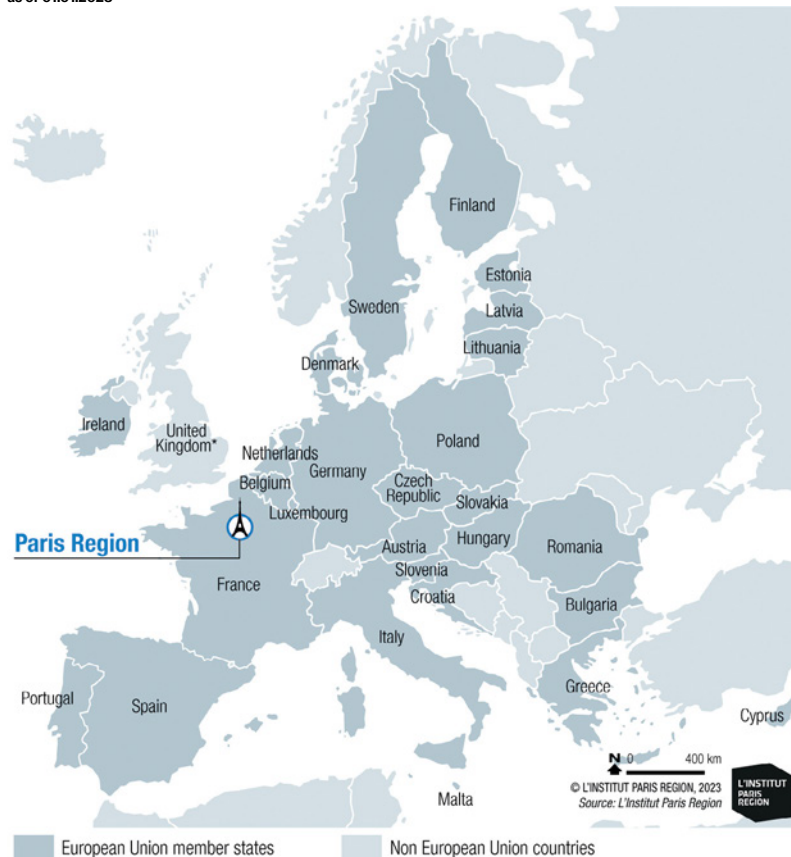 Finland
Estonia
Sweden
Latvia
Lithuania
Denmark
Ireland
United
Kingdom*
Netherlands
Poland
Germany
Belgium
Czech
Republic
Slovakia
Luxembourg
Paris Region
Austria
Hungary
Romania
Slovenia
France
Croatia
Bulgaria
Italy
Portugal
Spain
Greece
Cyprus
N 0 400 km
© L'INSTITUT PARIS REGION, 2023
Source: L'Institut Paris Region
L'INSTITUT
PARIS
REGION
Malta
European Union member states
Non European Union countries